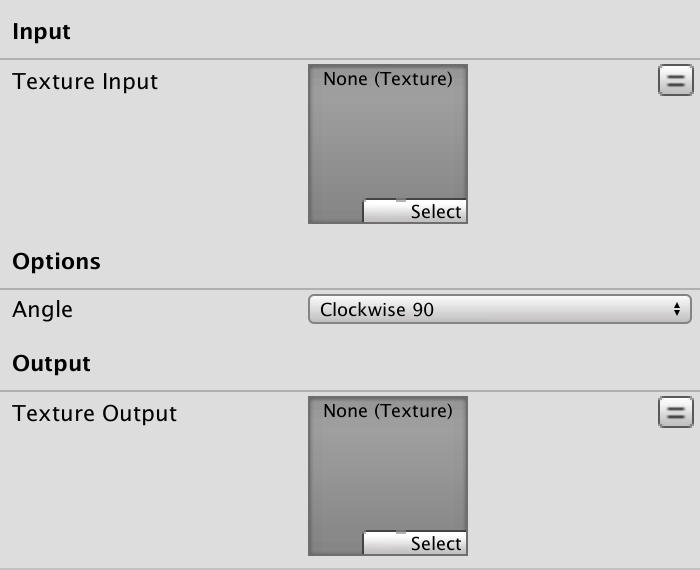 Input
Texture Input
None (Texture)
Select
Options
Angle
Clockwise 90
Output
Texture Output
None (Texture)
Select